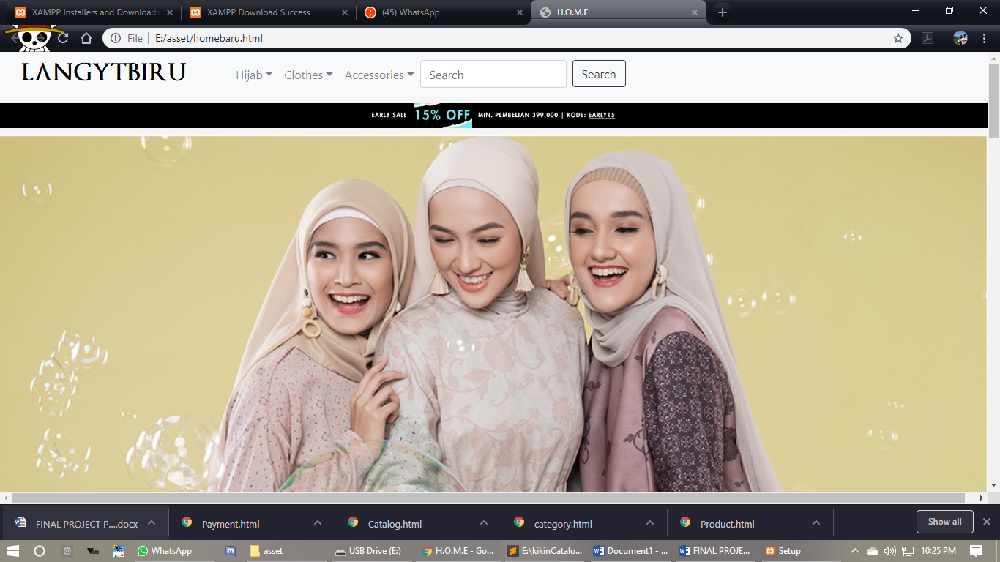 XAMPP Installers and Downloads
XAMPP Download Success
(45) WhatsApp
H.O.M.E
File
E:/asset/homebaru.html
LANGYTBIRU
Hijab
Clothes
Accessories
Search
Search
EARLY SALE 15% OFF MIN. PEMBELIAN 399.000 | KODE: EARLY15
FINAL PROJECT P....docx
Payment.html
Catalog.html
category.html
Product.html
Show all
WhatsApp
asset
USB Drive (E:)
H.O.M.E - Go...
E:\kikinCatalo...
Document1 - ...
FINAL PROJE...
Setup
10:25 PM